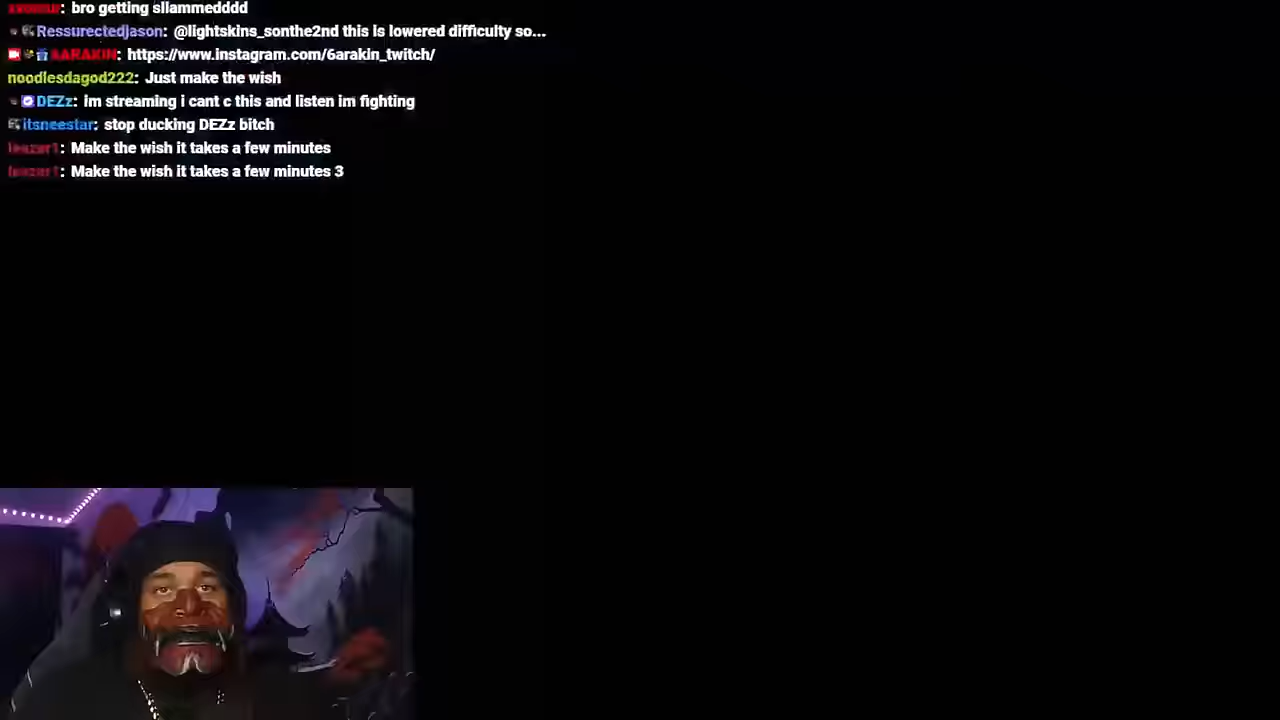 : bro getting sllammedddd
Ressurectedjason: @lightskins_sonthe2nd this is lowered difficulty so...
AARAKIN: https://www.instagram.com/6arakin_twitch/
noodlesdagod222: Just make the wish
DEZz: im streaming i cant c this and listen im fighting
itsneestar: stop ducking DEZz bitch
: Make the wish it takes a few minutes
: Make the wish it takes a few minutes 3